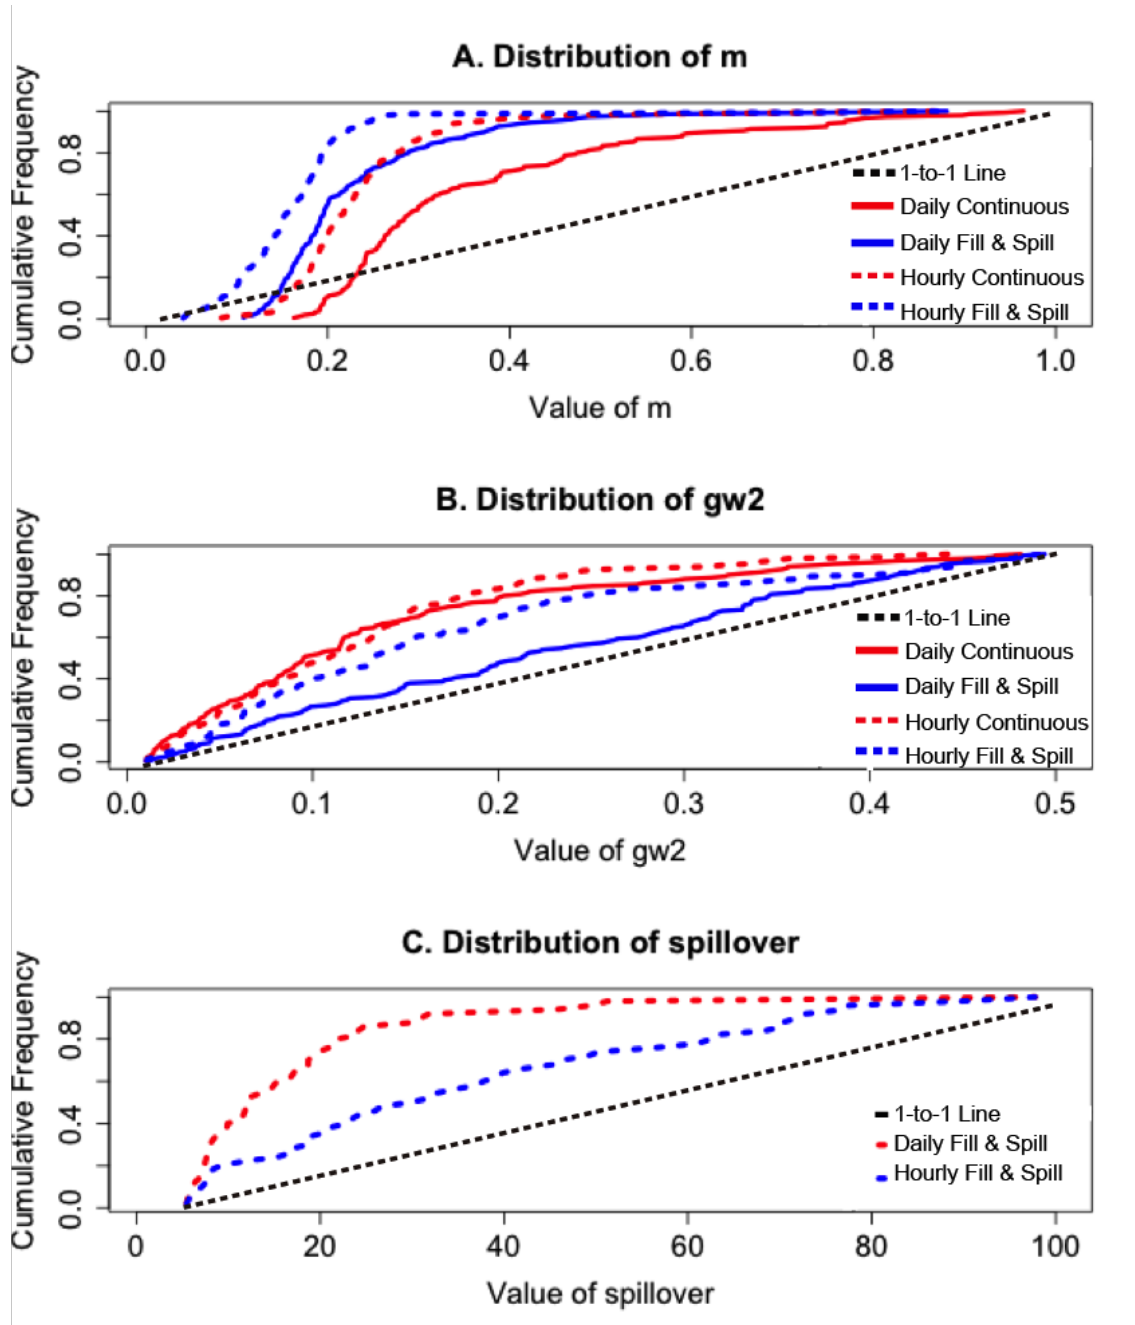 A. Distribution of m
Cumulative Frequency
0.0 0.4 0.8
1-to-1 Line
Daily Continuous
Daily Fill & Spill
Hourly Continuous
Hourly Fill & Spill
0.0 0.2 0.4 0.6 0.8 1.0
Value of m
B. Distribution of gw2
Cumulative Frequency
0.0 0.4 0.8
1-to-1 Line
Daily Continuous
Daily Fill & Spill
Hourly Continuous
Hourly Fill & Spill
0.0 0.1 0.2 0.3 0.4 0.5
Value of gw2
C. Distribution of spillover
Cumulative Frequency
0.0 0.4 0.8
1-to-1 Line
Daily Fill & Spill
Hourly Fill & Spill
0 20 40 60 80 100
Value of spillover